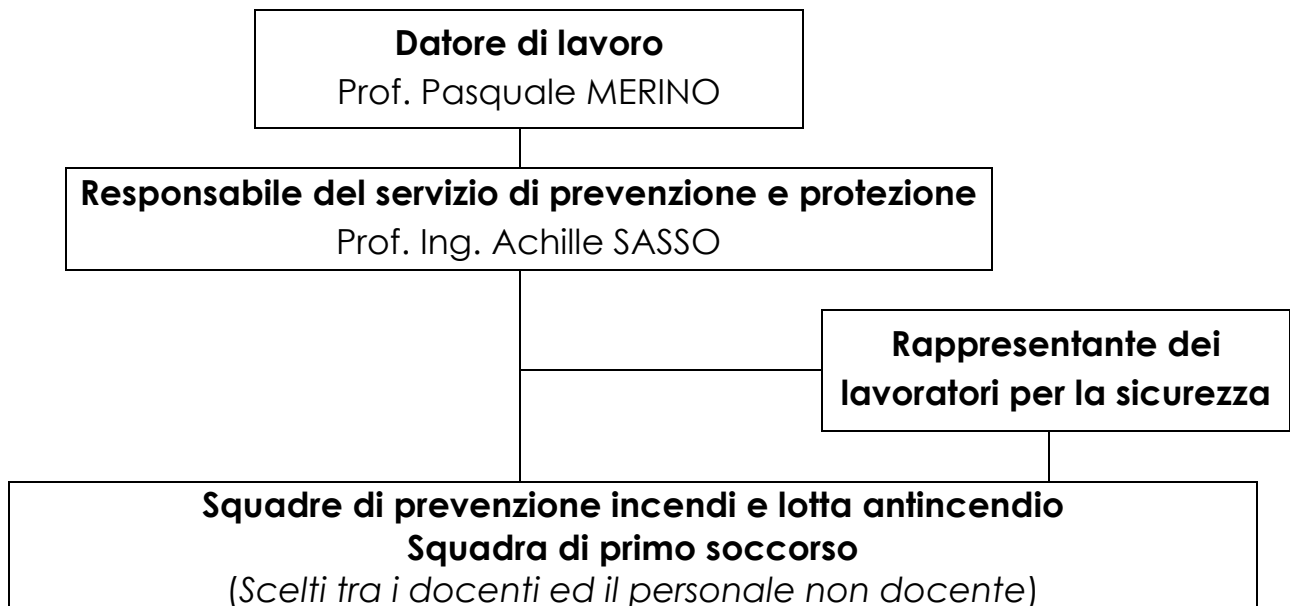 Datore di lavoro
Prof. Pasquale MERINO
Responsabile del servizio di prevenzione e protezione
Prof. Ing. Achille SASSO
Rappresentante dei
lavoratori per la sicurezza
Squadre di prevenzione incendi e lotta antincendio
Squadra di primo soccorso
(Scelti tra i docenti ed il personale non docente)